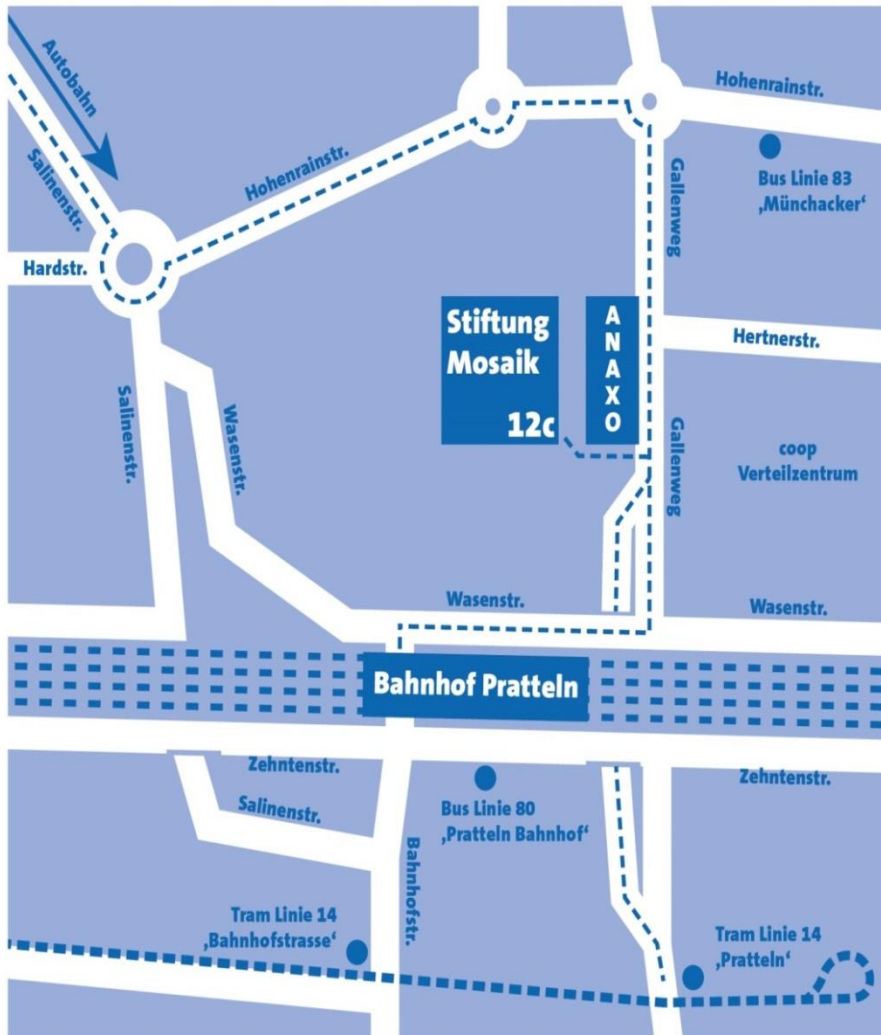 Autobahn
Salinenstr.
Hohenrainstr.
Hohenrainstr.
Gallenweg
Bus Linie 83
‚Münchacker‘
Hardstr.
Stiftung
Mosaik
12c
ANAXO
Hertnerstr.
Salinenstr.
Wasenstr.
Gallenweg
coop
Verteilzentrum
Wasenstr.
Wasenstr.
Bahnhof Pratteln
Zehntenstr.
Zehntenstr.
Salinenstr.
Bus Linie 80
‚Pratteln Bahnhof‘
Bahnhofstr.
Tram Linie 14
‚Bahnhofstrasse‘
Tram Linie 14
‚Pratteln‘